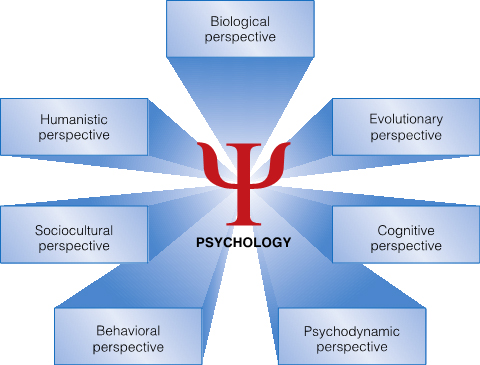 Biological
perspective
Humanistic
perspective
Evolutionary
perspective
Ψ
PSYCHOLOGY
Sociocultural
perspective
Cognitive
perspective
Behavioral
perspective
Psychodynamic
perspective